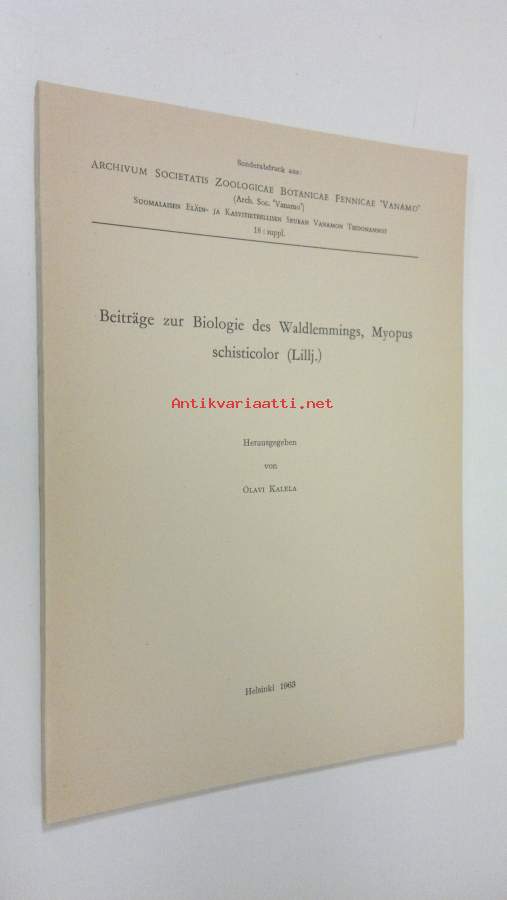 Sonderabdruck aus:
ARCHIVUM SOCIETATIS ZOOLOGICAE BOTANICAE FENNICAE 'VANAMO'
(Arch. Soc. 'Vanamo')
SUOMALAISEN ELÄIN- JA KASVITIETEELLISEN SEURAN VANAMON TIEDONANNOT
18 : suppl.
Beiträge zur Biologie des Waldlemmings, Myopus
schisticolor (Lillj.)
Antikvariaatti.net
Herausgegeben
von
OLAVI KALELA
Helsinki 1963